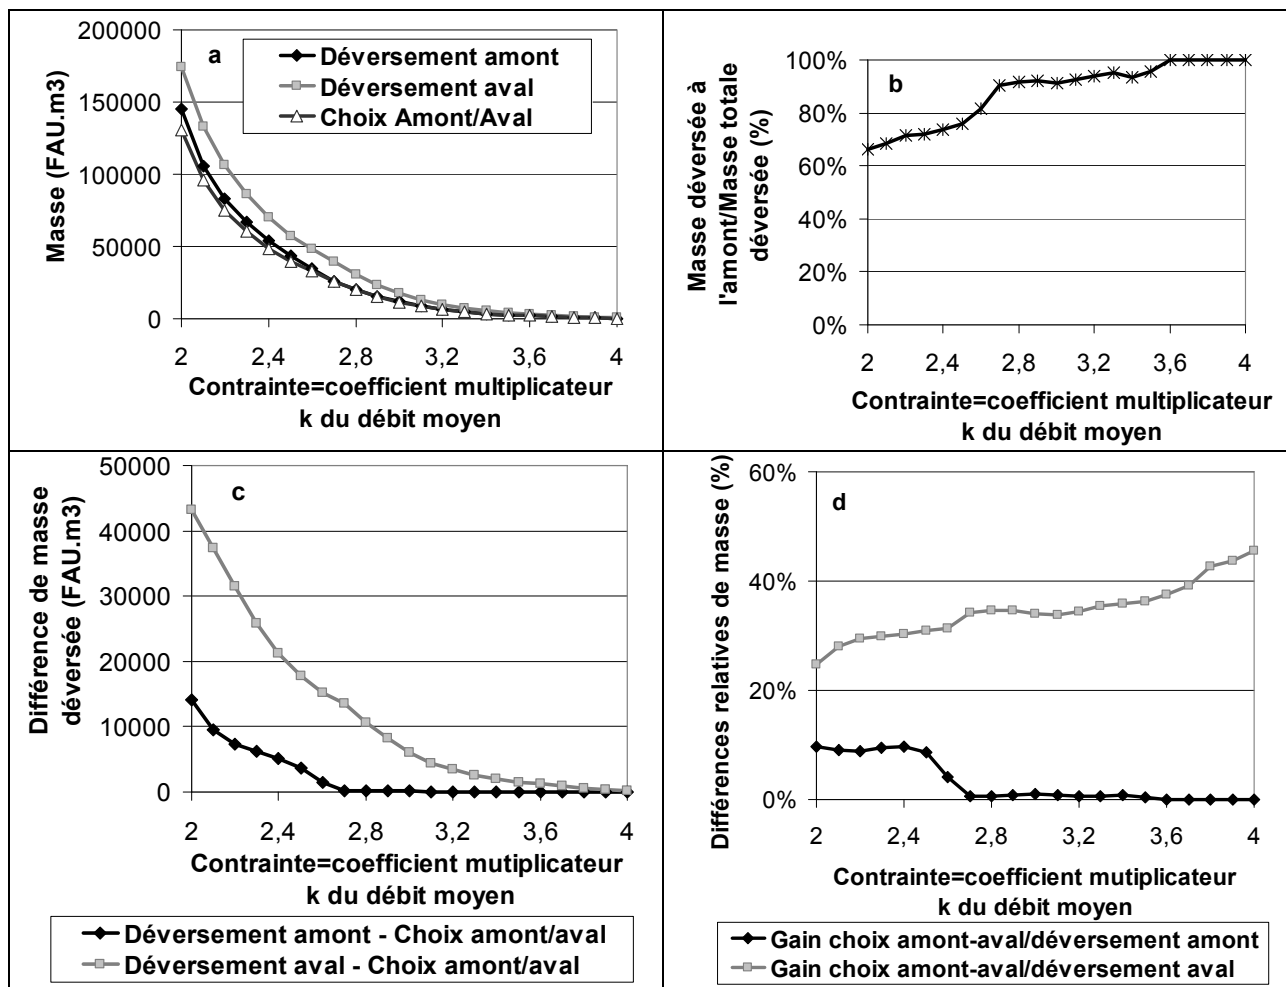 a
Déversement amont
Déversement aval
Choix Amont/Aval
Masse (FAU.m3)
200000
150000
100000
50000
0
2
2,4
2,8
3,2
3,6
4
Contrainte=coefficient multiplicateur
k du débit moyen
b
Masse déversée à
l'amont/Masse totale
déversée (%)
100%
80%
60%
40%
20%
0%
2
2,4
2,8
3,2
3,6
4
Contrainte=coefficient multiplicateur
k du débit moyen
c
Différence de masse
déversée (FAU.m3)
50000
40000
30000
20000
10000
0
2
2,4
2,8
3,2
3,6
4
Contrainte=coefficient mutiplicateur
k du débit moyen
Déversement amont - Choix amont/aval
Déversement aval - Choix amont/aval
d
Différences relatives de masse (%)
60%
40%
20%
0%
2
2,4
2,8
3,2
3,6
4
Contrainte=coefficient mutiplicateur
k du débit moyen
Gain choix amont-aval/déversement amont
Gain choix amont-aval/déversement aval